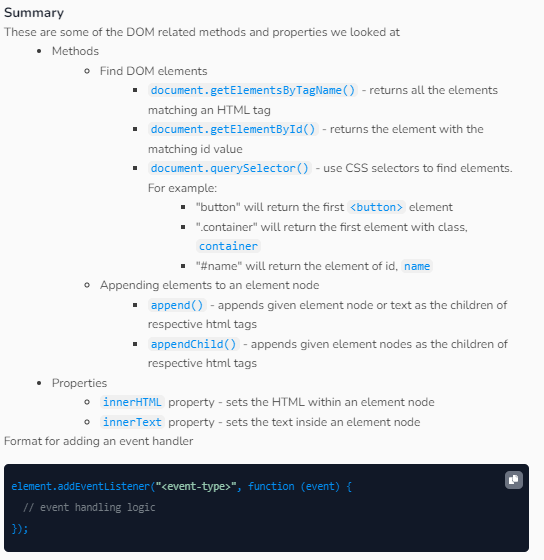 Summary
These are some of the DOM related methods and properties we looked at
Methods
Find DOM elements
document.getElementsByTagName() - returns all the elements
matching an HTML tag
document.getElementById() - returns the element with the
matching id value
document.querySelector() - use CSS selectors to find elements.
For example:
"button" will return the first <button> element
".container" will return the first element with class,
container
"#name" will return the element of id, name
Appending elements to an element node
append() - appends given element node or text as the children of
respective html tags
appendChild() - appends given element nodes as the children of
respective html tags
Properties
innerHTML property - sets the HTML within an element node
innerText property - sets the text inside an element node
Format for adding an event handler
element.addEventListener("<event-type>", function (event) {
// event handling logic
});